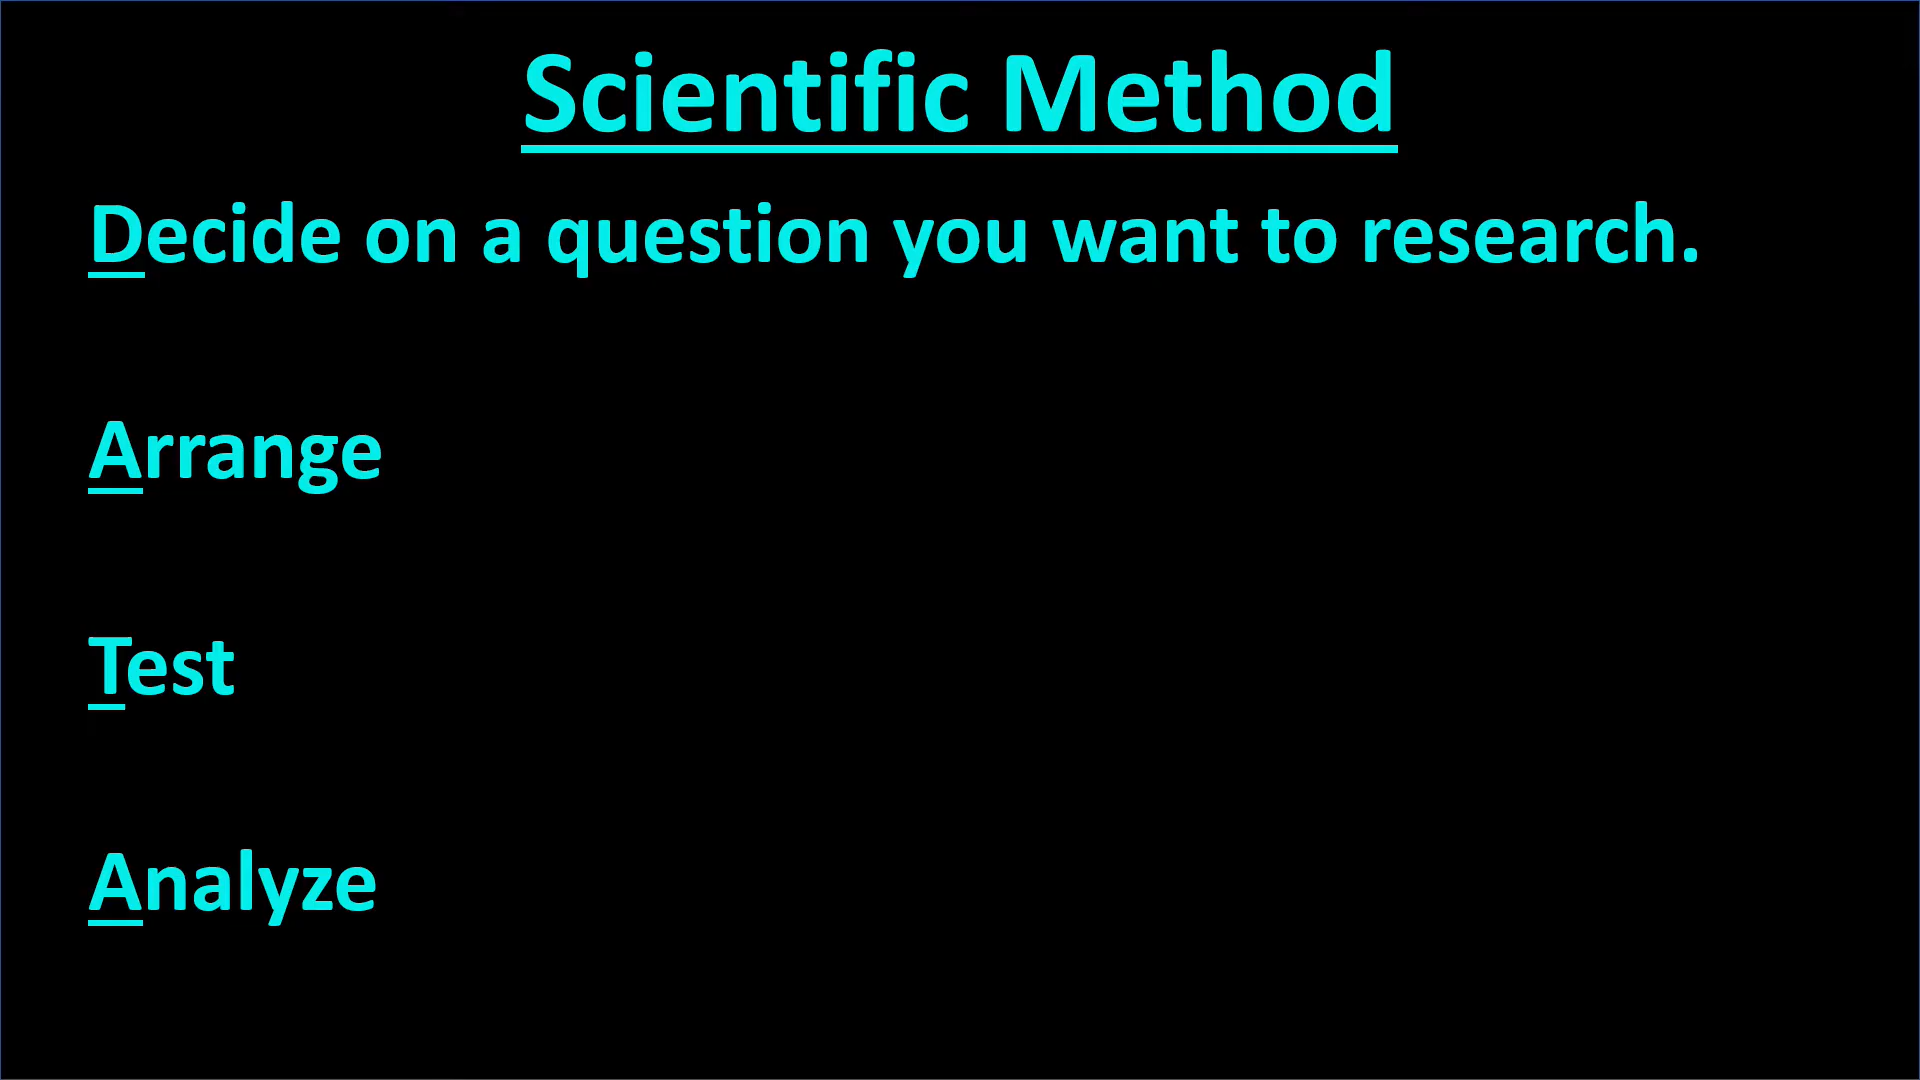 Scientific Method
Decide on a question you want to research.
Arrange
Test
Analyze